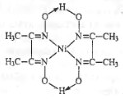 O H O
H₃C C=N N=C CH₃
Ni
H₃C C=N N=C CH₃
O H O